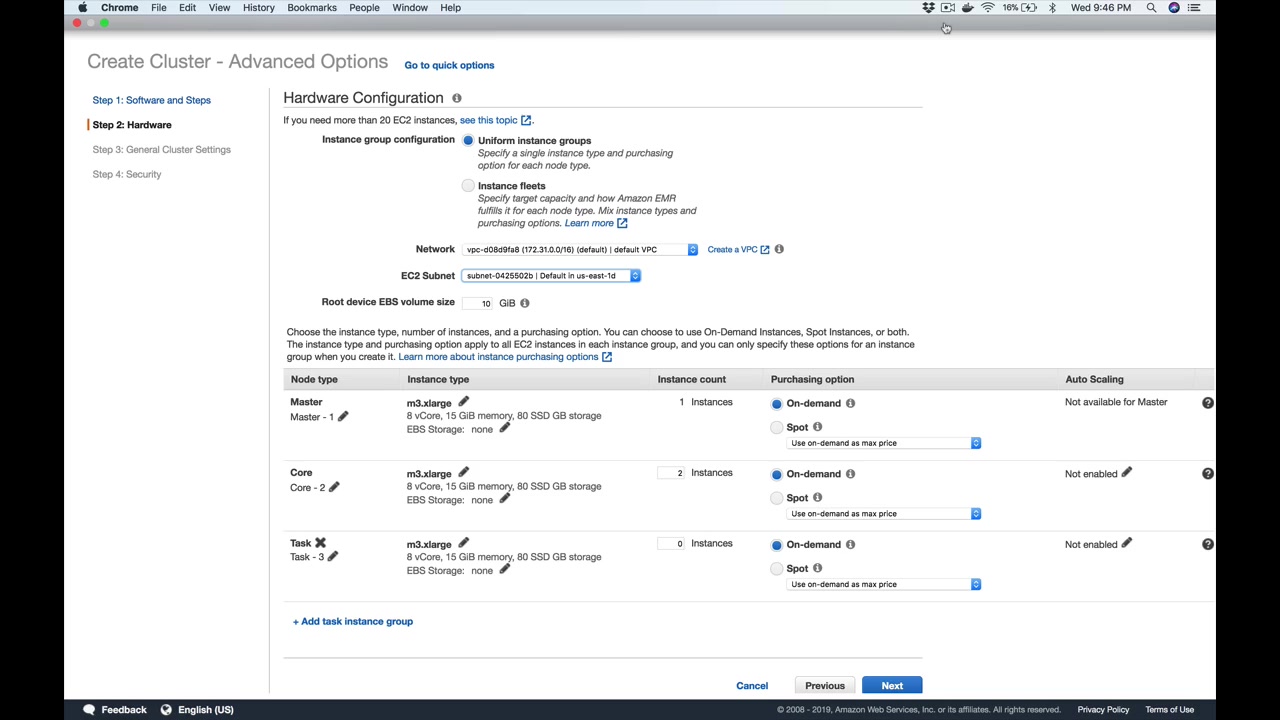 Chrome File Edit View History Bookmarks People Window Help 16% Wed 9:46 PM
Create Cluster - Advanced Options Go to quick options
Step 1: Software and Steps
Step 2: Hardware
Step 3: General Cluster Settings
Step 4: Security
Hardware Configuration
If you need more than 20 EC2 instances, see this topic .
Instance group configuration Uniform instance groups
Specify a single instance type and purchasing
option for each node type.
Instance fleets
Specify target capacity and how Amazon EMR
fulfills it for each node type. Mix instance types and
purchasing options. Learn more
Network vpc-d08d9fa8 (172.31.0.0/16) (default) | default VPC Create a VPC
EC2 Subnet subnet-0425502b | Default in us-east-1d
Root device EBS volume size 10 GiB
Choose the instance type, number of instances, and a purchasing option. You can choose to use On-Demand Instances, Spot Instances, or both.
The instance type and purchasing option apply to all EC2 instances in each instance group, and you can only specify these options for an instance
group when you create it. Learn more about instance purchasing options
Node type Instance type Instance count Purchasing option Auto Scaling
Master m3.xlarge 1 Instances On-demand Not available for Master
Master - 1 8 vCore, 15 GiB memory, 80 SSD GB storage
EBS Storage: none Spot
Use on-demand as max price
Core m3.xlarge 2 Instances On-demand Not enabled
Core - 2 8 vCore, 15 GiB memory, 80 SSD GB storage
EBS Storage: none Spot
Use on-demand as max price
Task m3.xlarge 0 Instances On-demand Not enabled
Task - 3 8 vCore, 15 GiB memory, 80 SSD GB storage
EBS Storage: none Spot
Use on-demand as max price
+ Add task instance group
Cancel Previous Next
Feedback English (US) © 2008 - 2019, Amazon Web Services, Inc. or its affiliates. All rights reserved. Privacy Policy Terms of Use